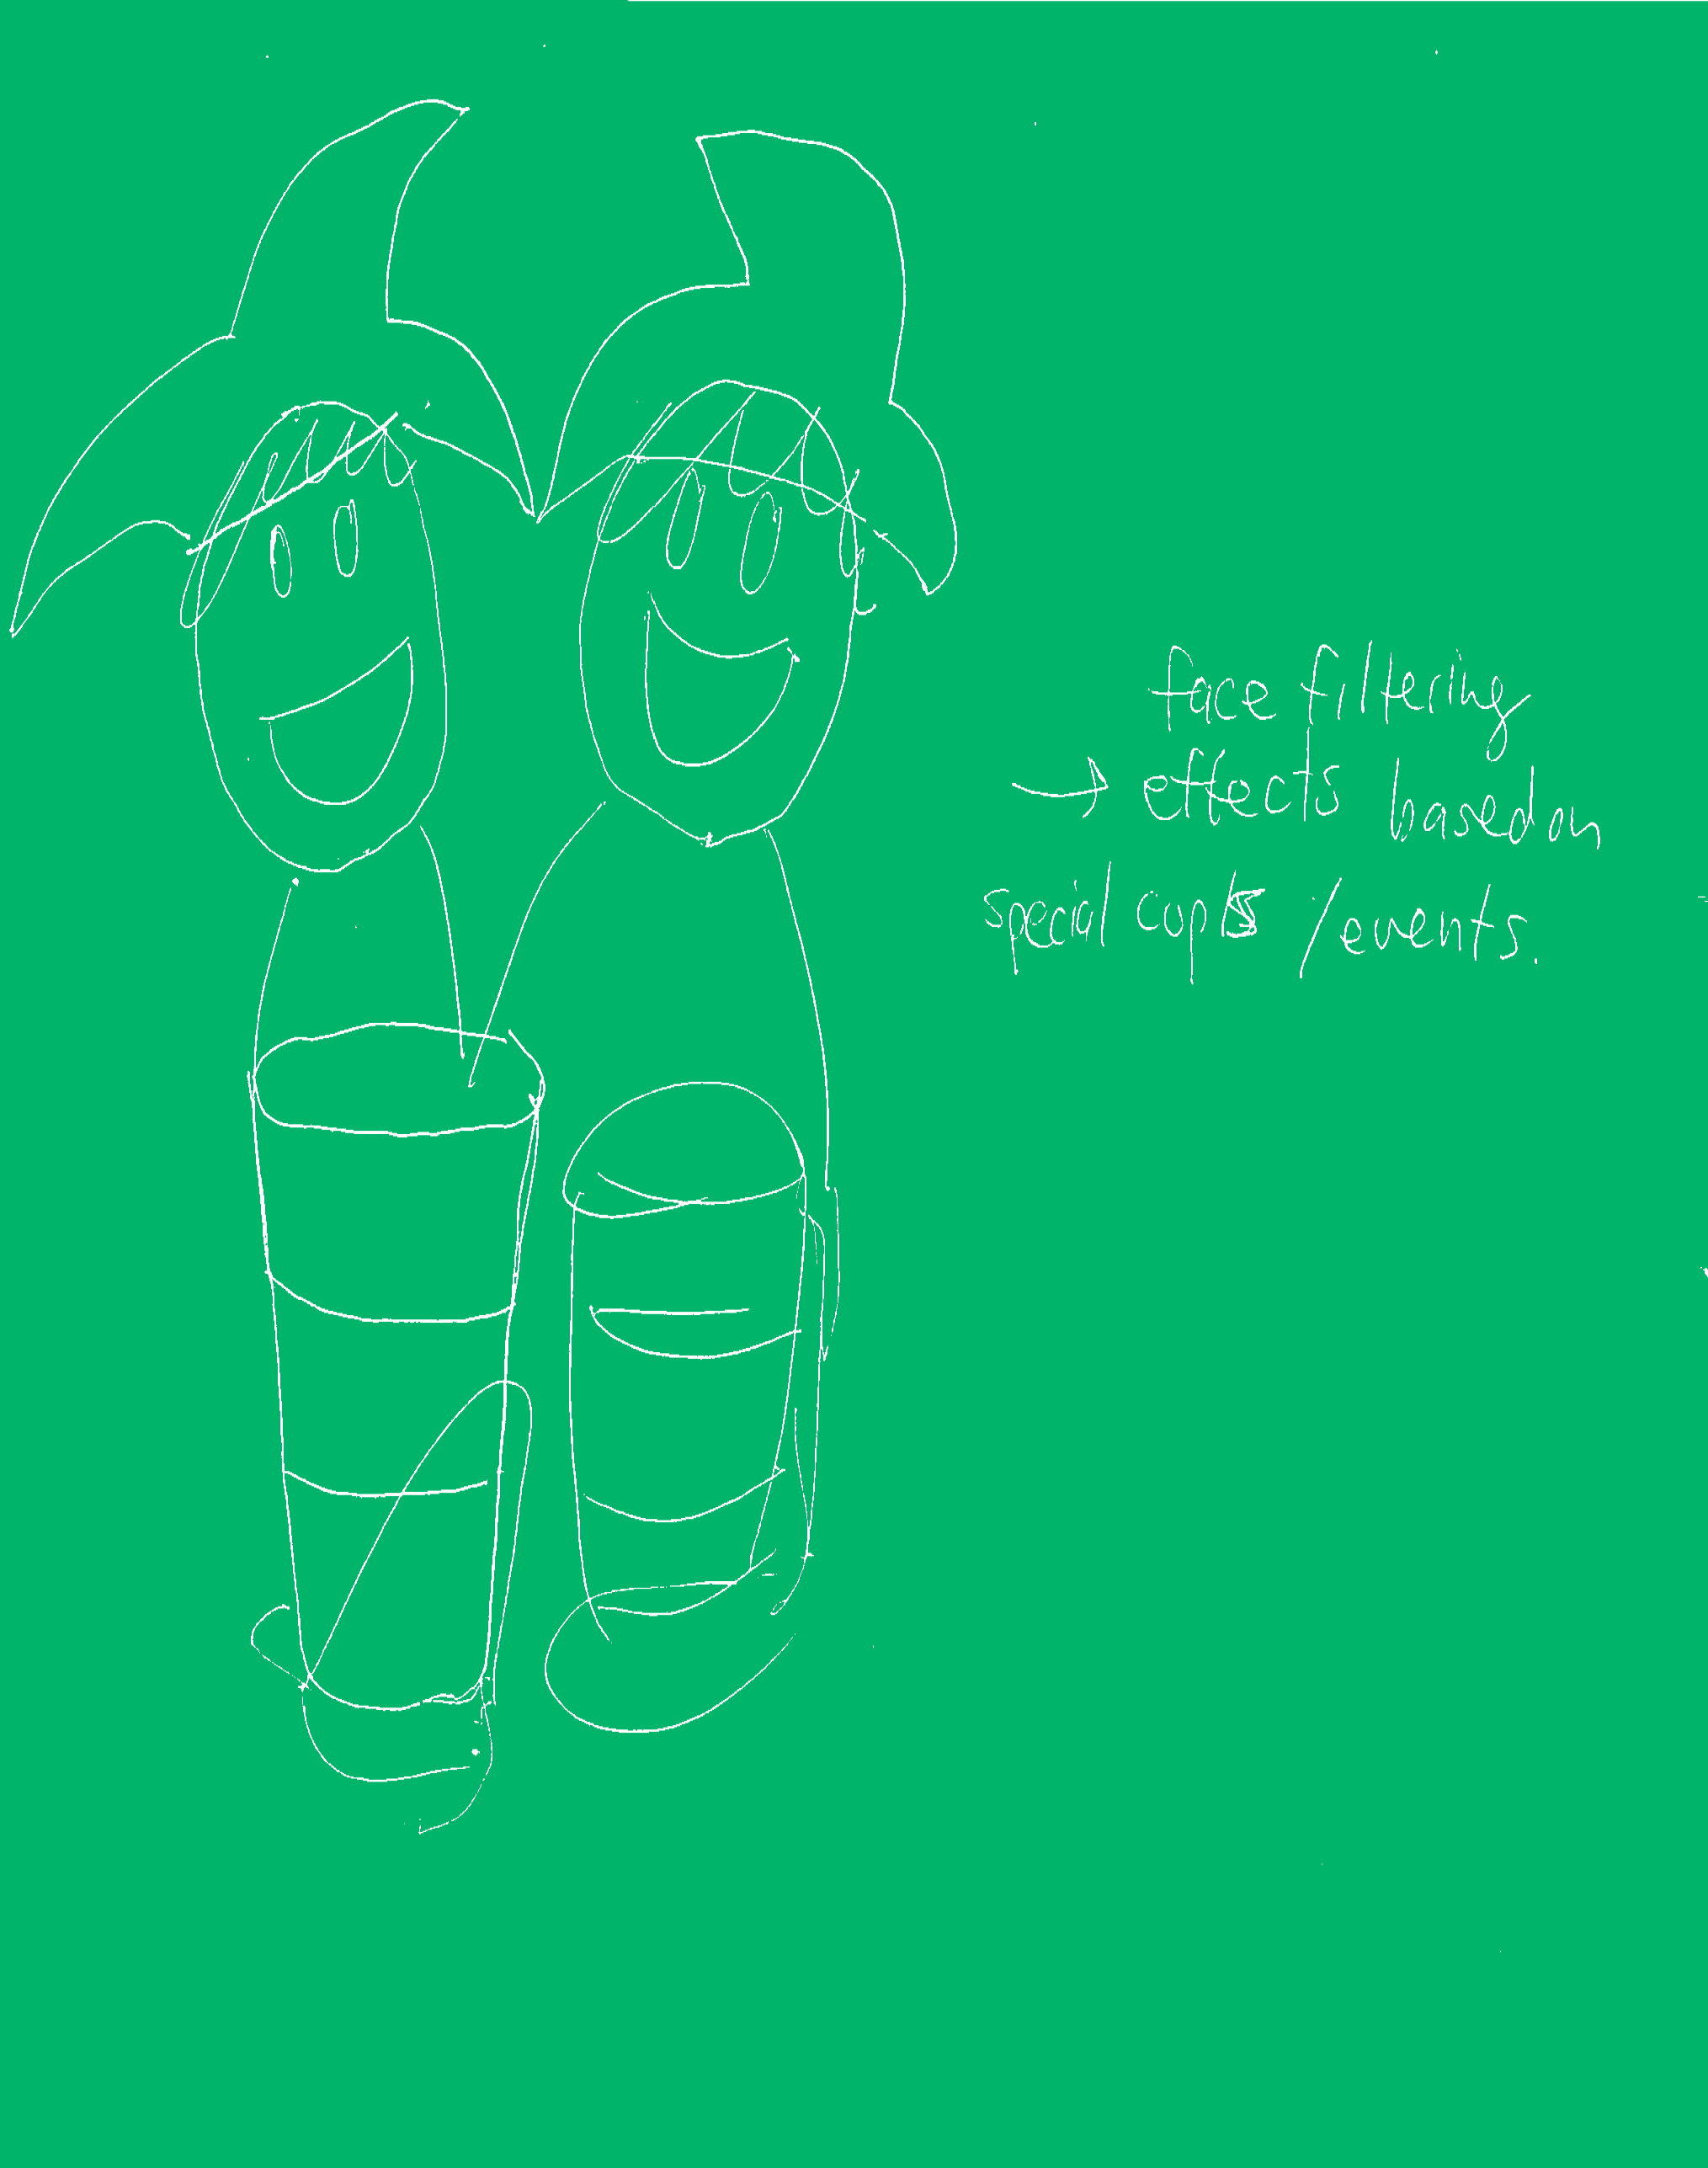 face filtering
→ effects based on
special cups /events.